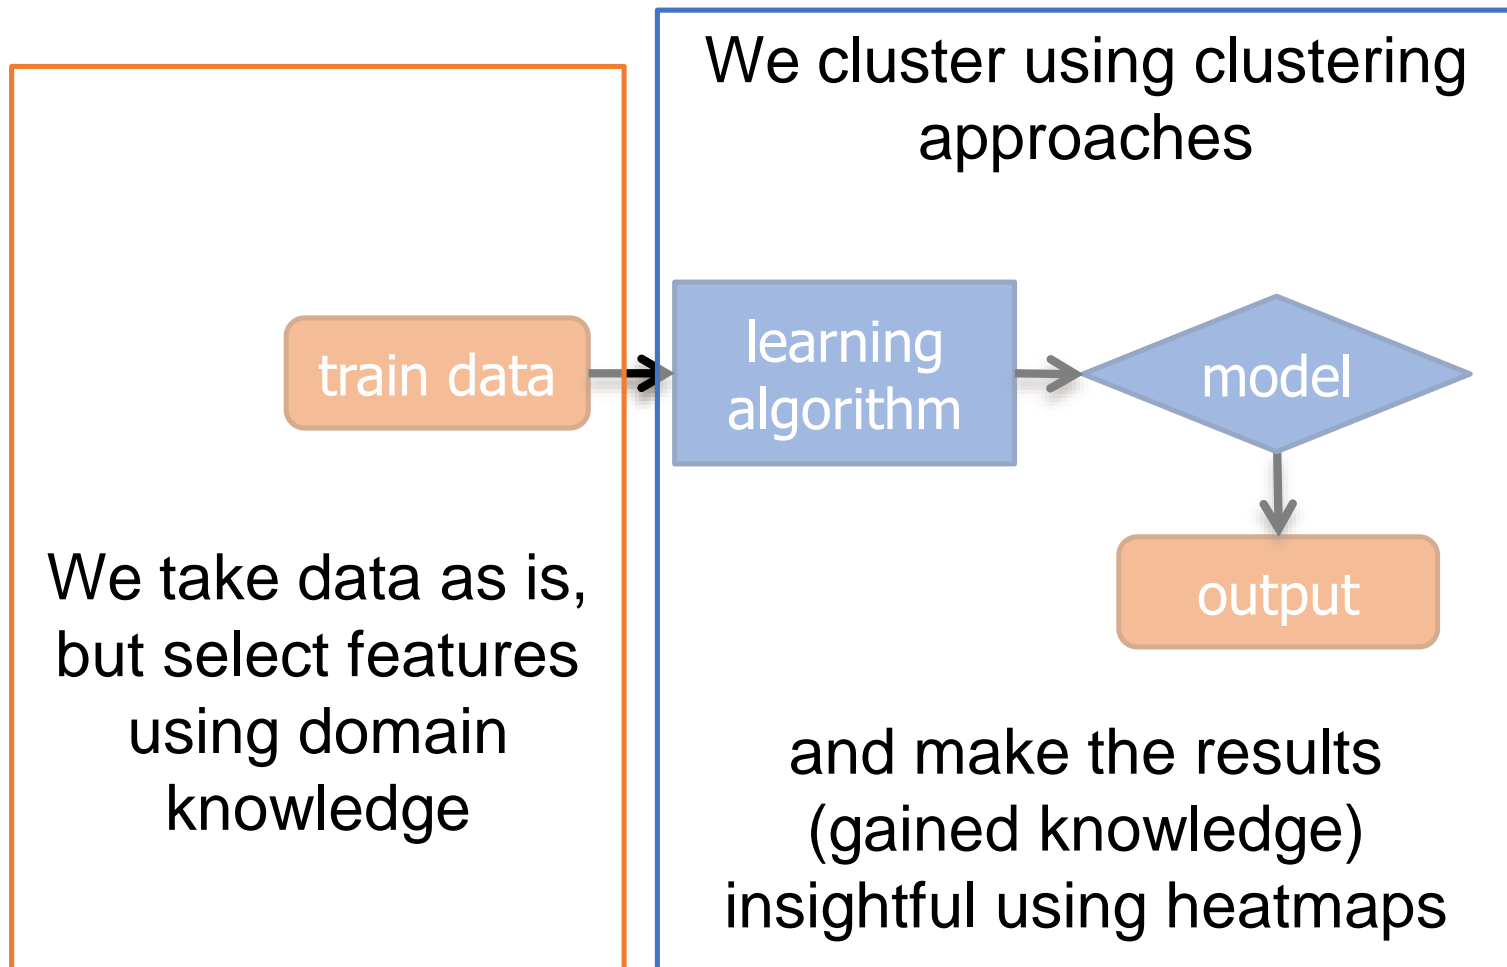 We cluster using clustering
approaches
train data
learning
algorithm
model
output
We take data as is,
but select features
using domain
knowledge
and make the results
(gained knowledge)
insightful using heatmaps